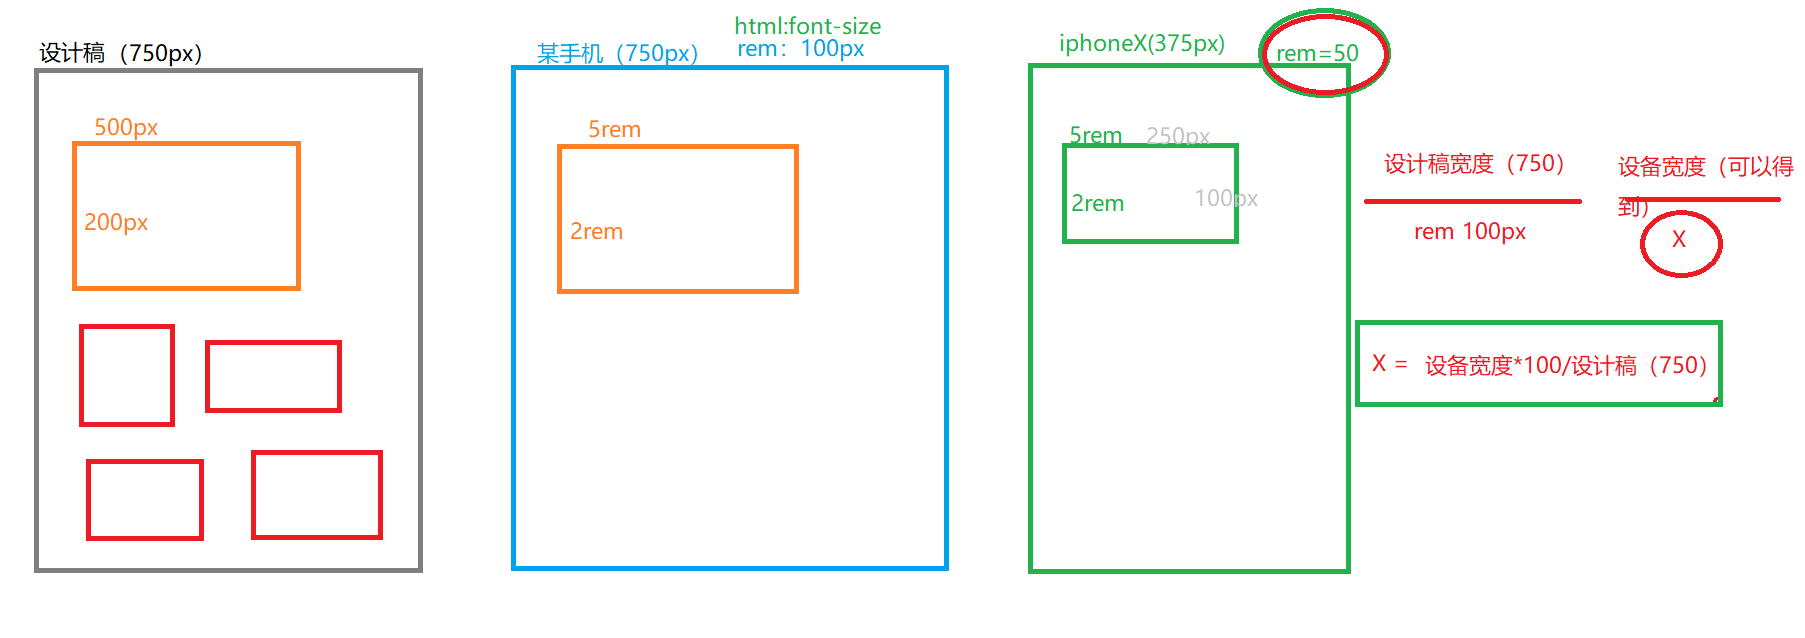 设计稿（750px）
500px
200px
某手机（750px）
html:font-size
rem：100px
5rem
2rem
iphoneX(375px)
rem=50
5rem
250px
2rem
100px
设计稿宽度（750）
rem 100px
设备宽度（可以得
到）
X
X = 设备宽度*100/设计稿（750）